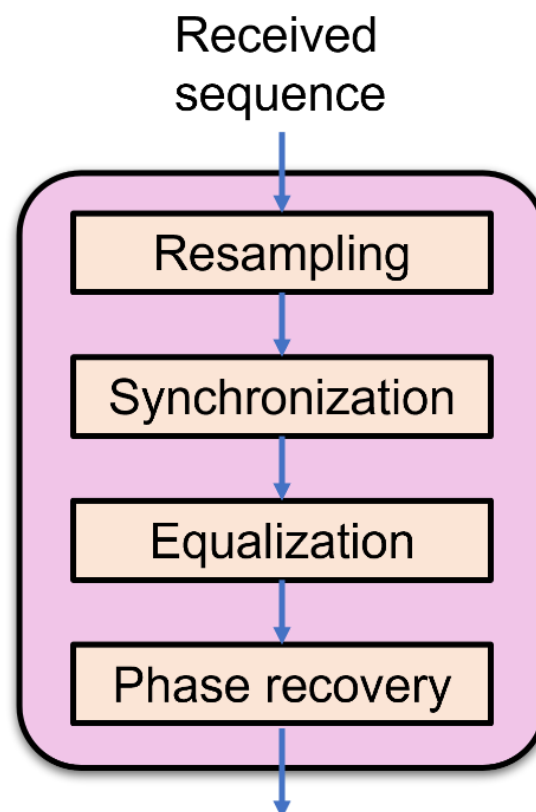 Received
sequence
Resampling
Synchronization
Equalization
Phase recovery